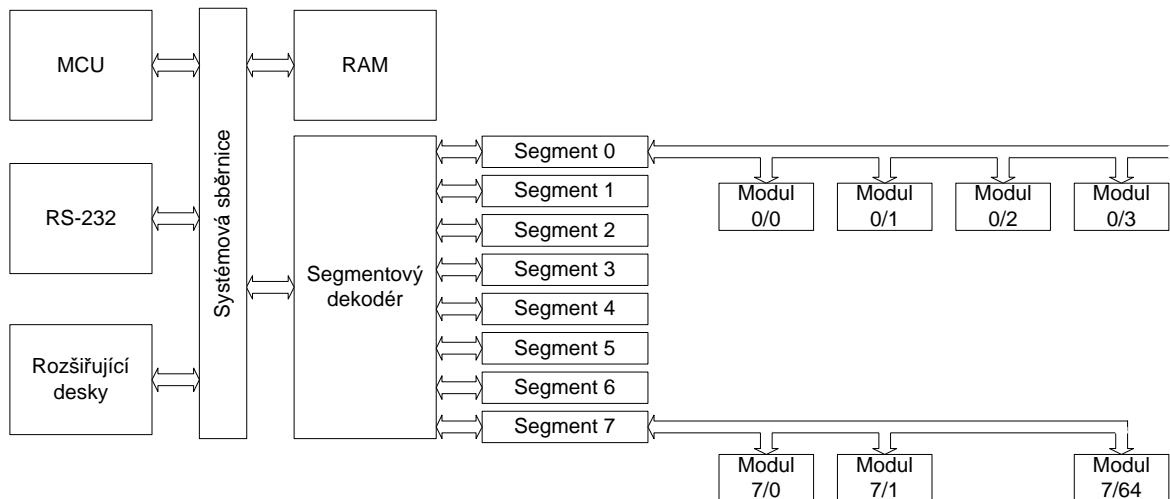 MCU
RS-232
Rozšiřující
desky
Systémová sběrnice
RAM
Segmentový
dekodér
Segment 0
Segment 1
Segment 2
Segment 3
Segment 4
Segment 5
Segment 6
Segment 7
Modul
0/0
Modul
0/1
Modul
0/2
Modul
0/3
Modul
7/0
Modul
7/1
Modul
7/64